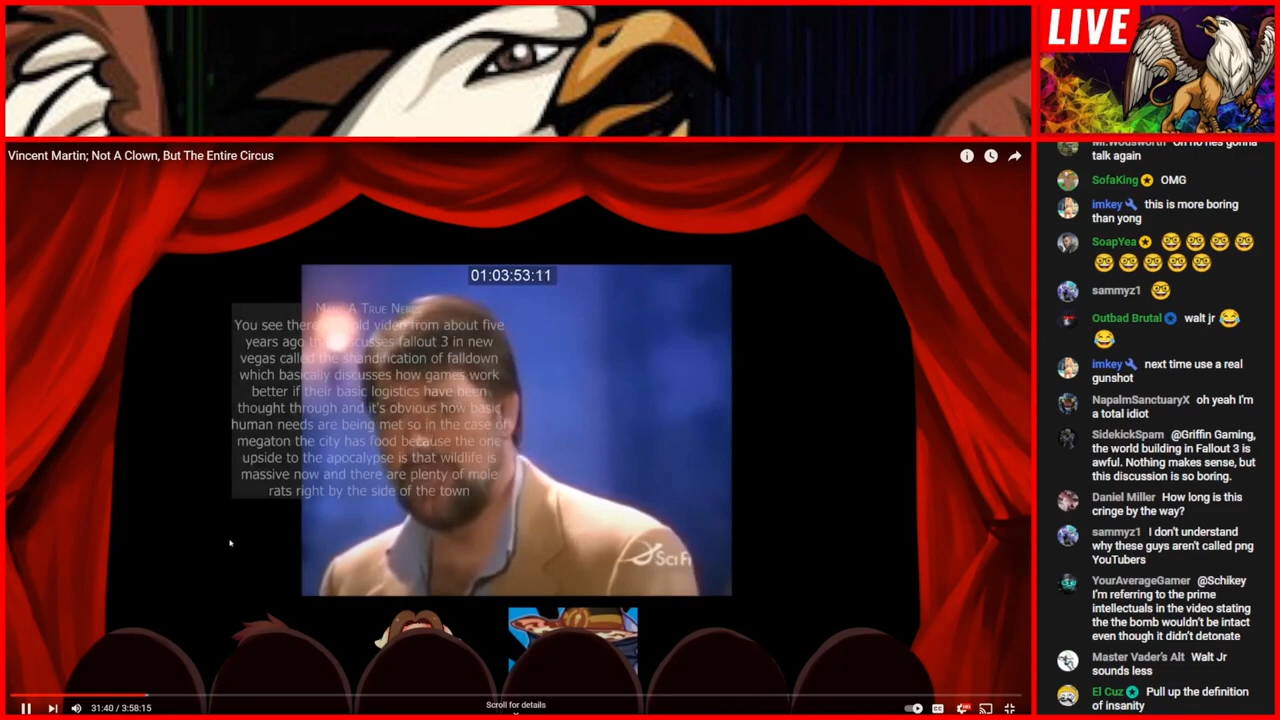 LIVE
Vincent Martin; Not A Clown, But The Entire Circus
01:03:53:11
You see there old video from about five
years ago discusses fallout 3 in new
vegas called the shandification of falldown
which basically discusses how games work
better if their basic logistics have been
thought through and it's obvious how basic
human needs are being met so in the case of
megaton the city has food because the one
upside to the apocalypse is that wildlife is
massive now and there are plenty of mole
rats right by the side of the town
SciFi
31:40 / 3:58:15
Scroll for details
talk again
SofaKing OMG
imkey this is more boring
than yong
SoapYea
sammyz1
Outbad Brutal walt jr
imkey next time use a real
gunshot
NapalmSanctuaryX oh yeah I'm
a total idiot
SidekickSpam @Griffin Gaming,
the world building in Fallout 3 is
awful. Nothing makes sense, but
this discussion is so boring.
Daniel Miller How long is this
cringe by the way?
sammyz1 I don't understand
why these guys aren't called png
YouTubers
YourAverageGamer @Schikey
I'm referring to the prime
intellectuals in the video stating
the the bomb wouldn't be intact
even though it didn't detonate
Master Vader's Alt Walt Jr
sounds less
El Cuz Pull up the definition
of insanity